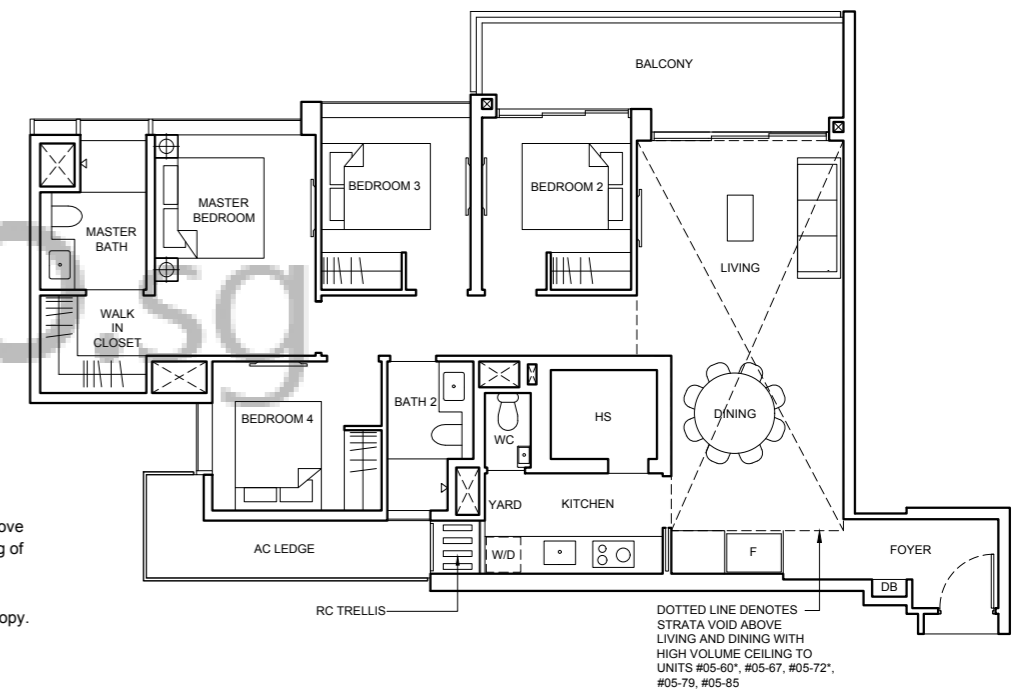 BALCONY
BEDROOM 3
BEDROOM 2
MASTER
BEDROOM
MASTER
BATH
LIVING
WALK
IN
CLOSET
.sg
BEDROOM 4
BATH 2
HS
DINING
WC
YARD
KITCHEN
ove
g of
AC LEDGE
W/D
F
FOYER
DB
opy.
RC TRELLIS
DOTTED LINE DENOTES
STRATA VOID ABOVE
LIVING AND DINING WITH
HIGH VOLUME CEILING TO
UNITS #05-60*, #05-67, #05-72*,
#05-79, #05-85